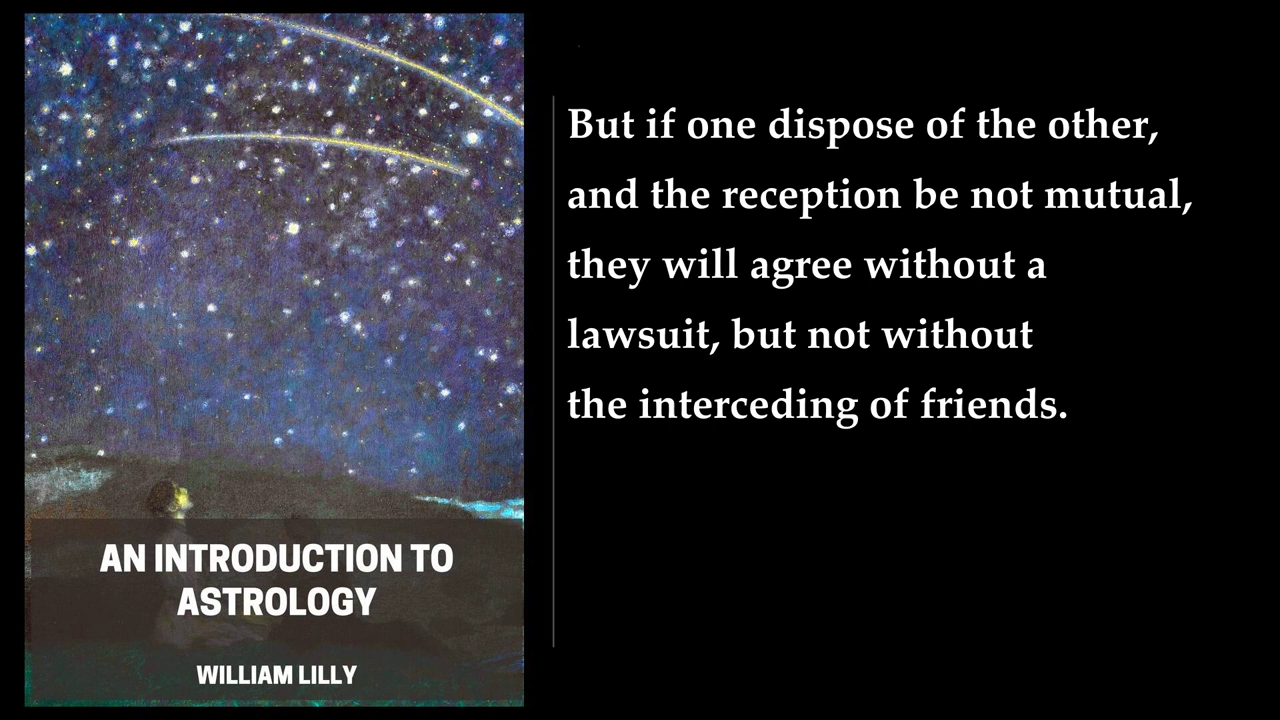 AN INTRODUCTION TO
ASTROLOGY
WILLIAM LILLY
But if one dispose of the other,
and the reception be not mutual,
they will agree without a
lawsuit, but not without
the interceding of friends.